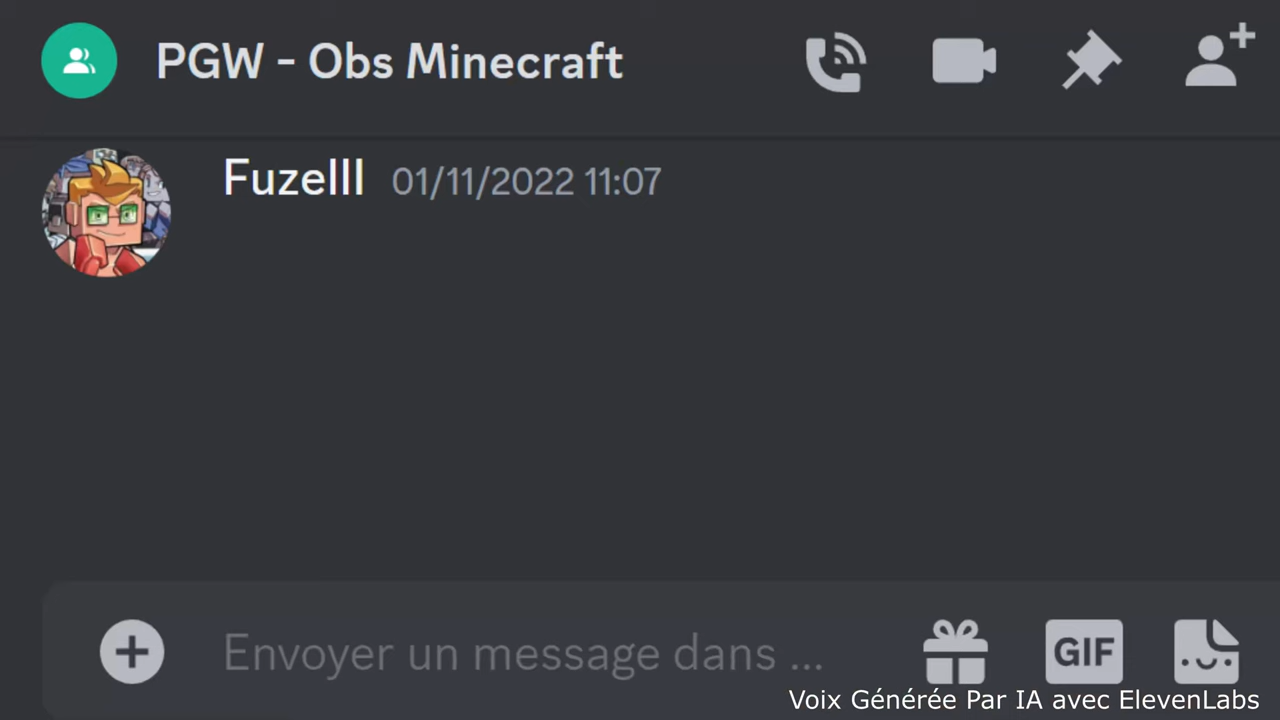 PGW - Obs Minecraft
Fuzelll 01/11/2022 11:07
Envoyer un message dans ...
GIF
Voix Générée Par IA avec ElevenLabs